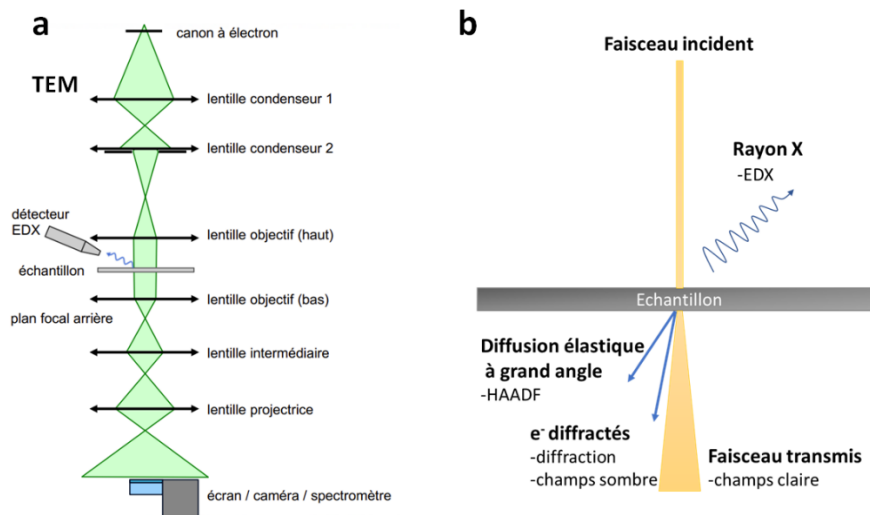 a
TEM
canon à électron
lentille condenseur 1
lentille condenseur 2
détecteur
EDX
lentille objectif (haut)
échantillon
lentille objectif (bas)
plan focal arrière
lentille intermédiaire
lentille projectrice
écran / caméra / spectromètre
b
Faisceau incident
Rayon X
-EDX
Echantillon
Diffusion élastique
à grand angle
-HAADF
e- diffractés
-diffraction
-champs sombre
Faisceau transmis
-champs claire